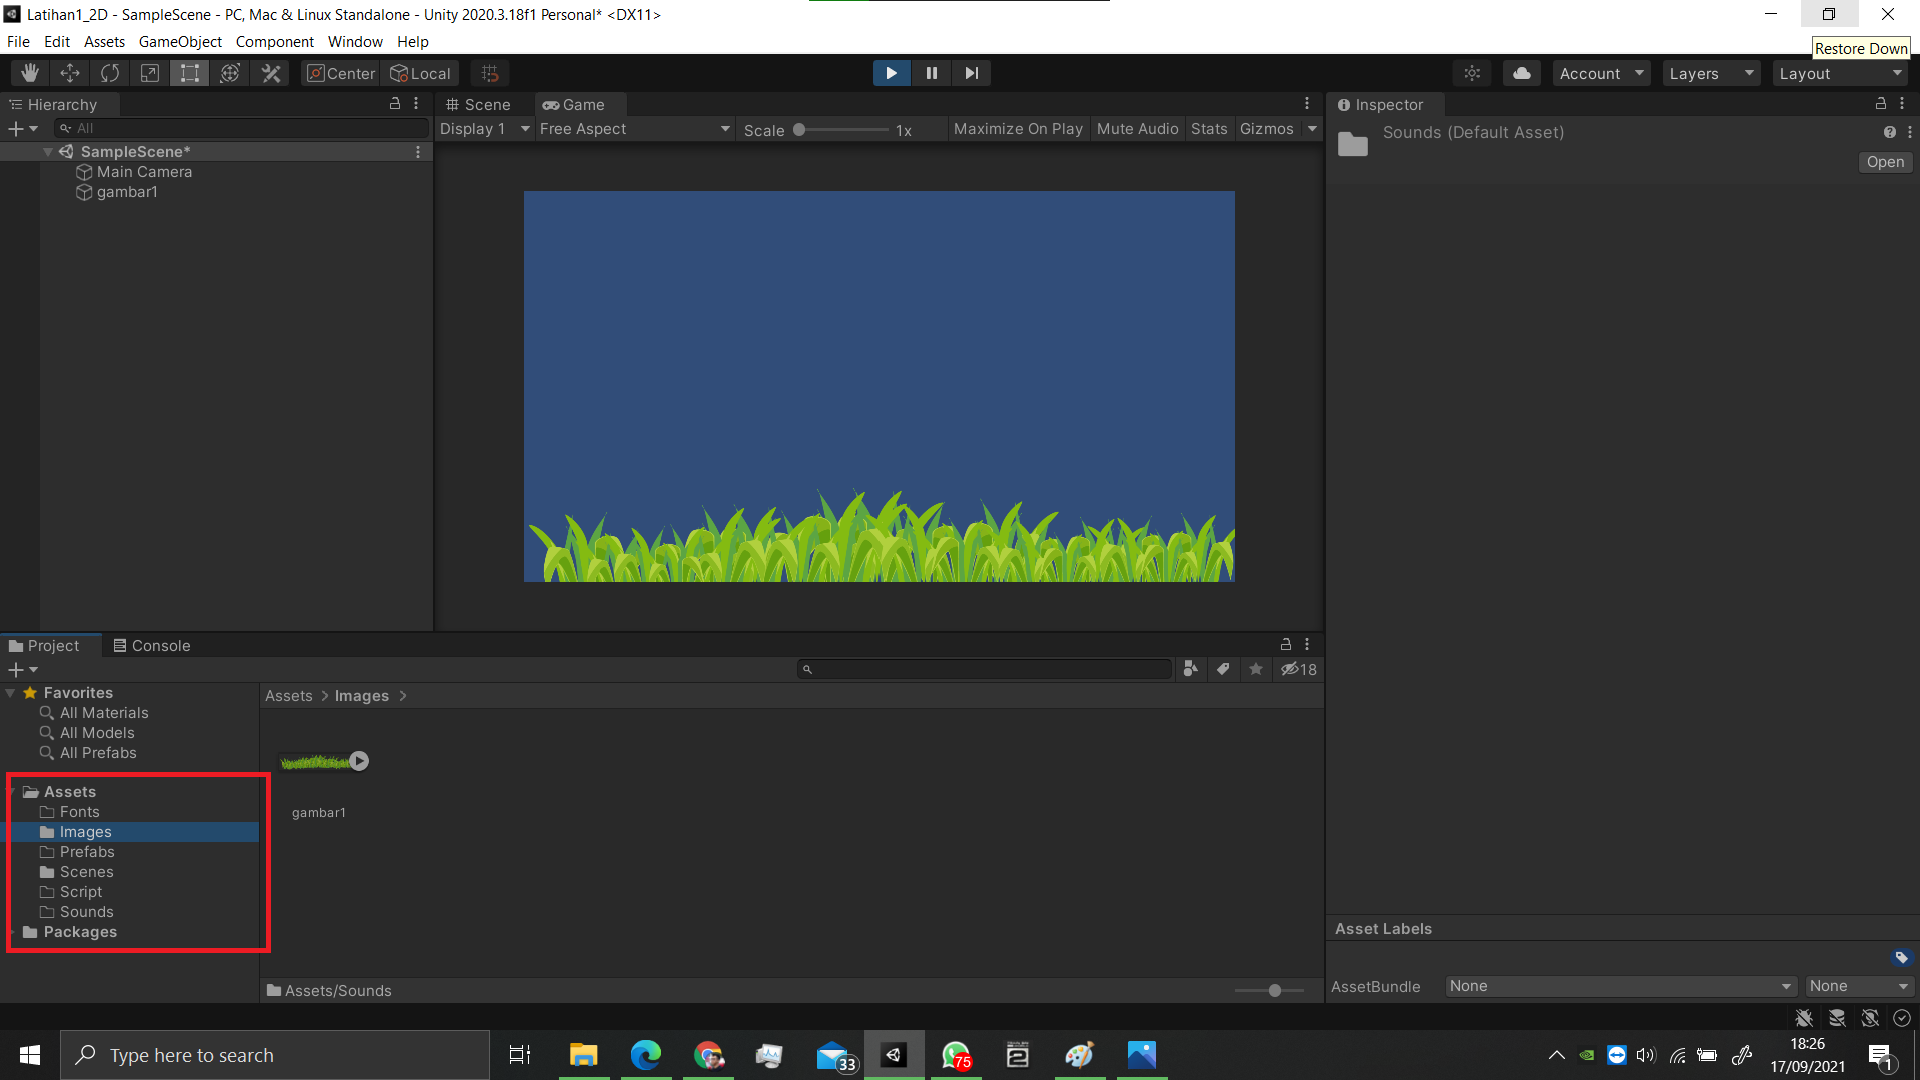 Latihan1_2D - SampleScene - PC, Mac & Linux Standalone - Unity 2020.3.18f1 Personal* <DX11>
File Edit Assets GameObject Component Window Help
Restore Down
Center Local Account Layers Layout
Hierarchy Scene Game Inspector
All Display 1 Free Aspect Scale 1x Maximize On Play Mute Audio Stats Gizmos
Sounds (Default Asset)
Open
SampleScene*
Main Camera
gambar1
Project Console
18
Favorites
All Materials
All Models
All Prefabs
Assets
Fonts
Images
Prefabs
Scenes
Script
Sounds
Packages
Assets > Images >
gambar1
Assets/Sounds
Asset Labels
AssetBundle None None
Type here to search
33
75
2
18:26
17/09/2021
1